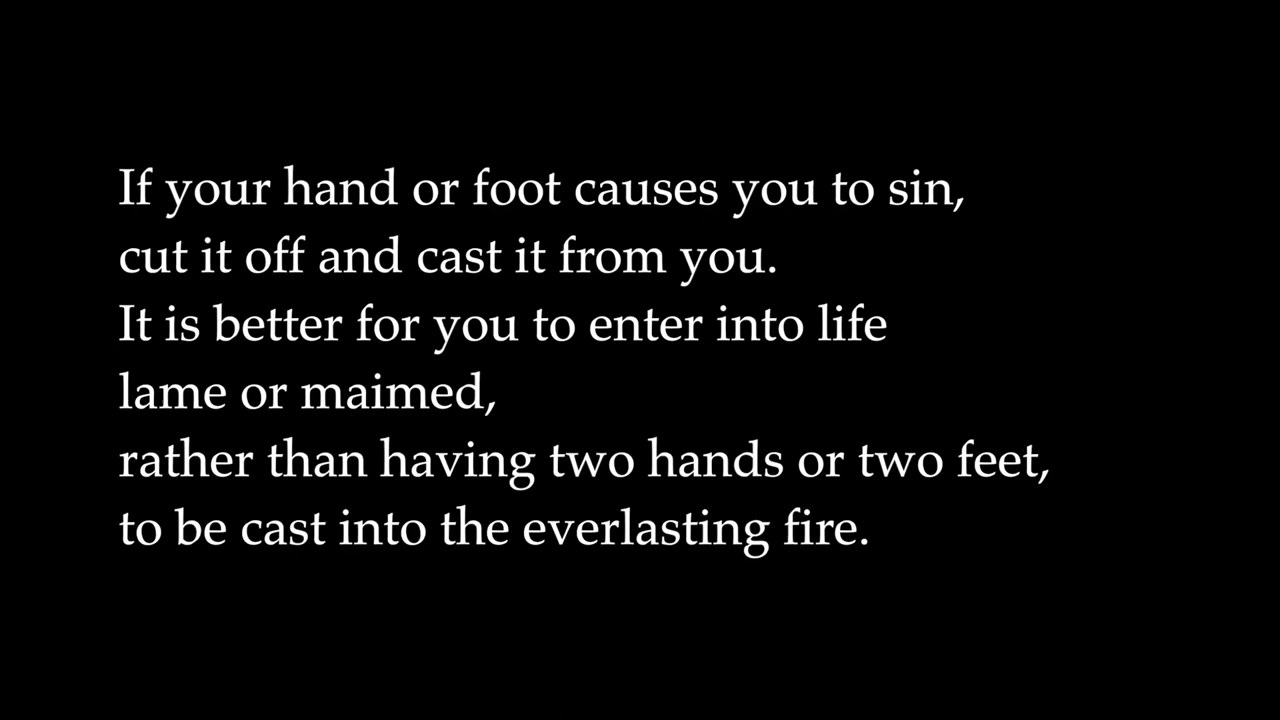 If your hand or foot causes you to sin,
cut it off and cast it from you.
It is better for you to enter into life
lame or maimed,
rather than having two hands or two feet,
to be cast into the everlasting fire.